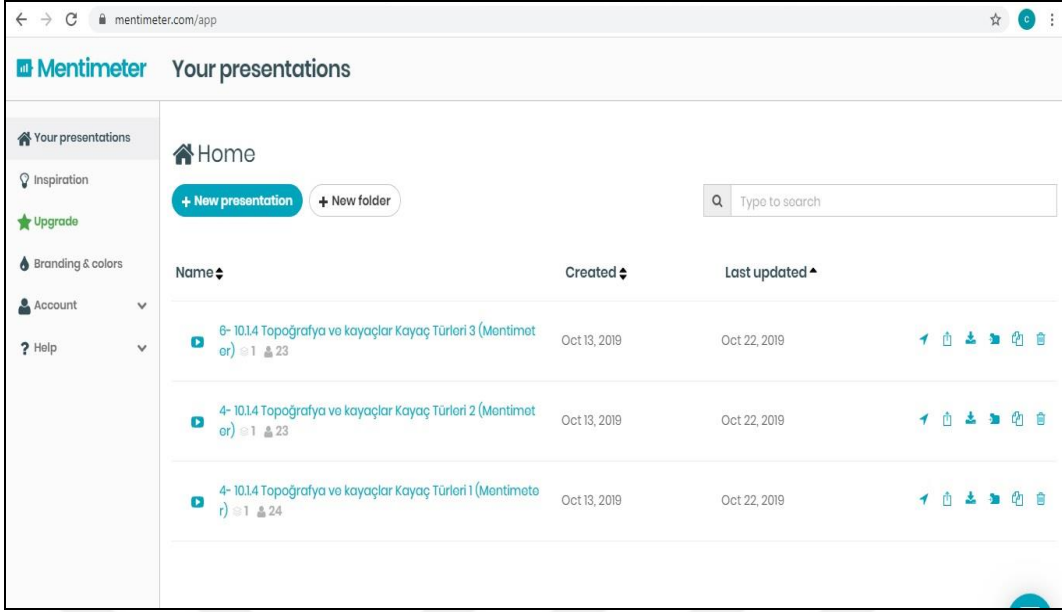 mentimeter.com/app
C
Mentimeter
Your presentations
Your presentations
Inspiration
Upgrade
Branding & colors
Account
? Help
Home
+ New presentation
+ New folder
Type to search
Name
Created
Last updated
6- 10.1.4 Topoğrafya ve kayaçlar Kayaç Türleri 3 (Mentimet
er) 1 23
Oct 13, 2019
Oct 22, 2019
4- 10.1.4 Topoğrafya ve kayaçlar Kayaç Türleri 2 (Mentimet
er) 1 23
Oct 13, 2019
Oct 22, 2019
4- 10.1.4 Topoğrafya ve kayaçlar Kayaç Türleri 1 (Mentimete
r) 1 24
Oct 13, 2019
Oct 22, 2019